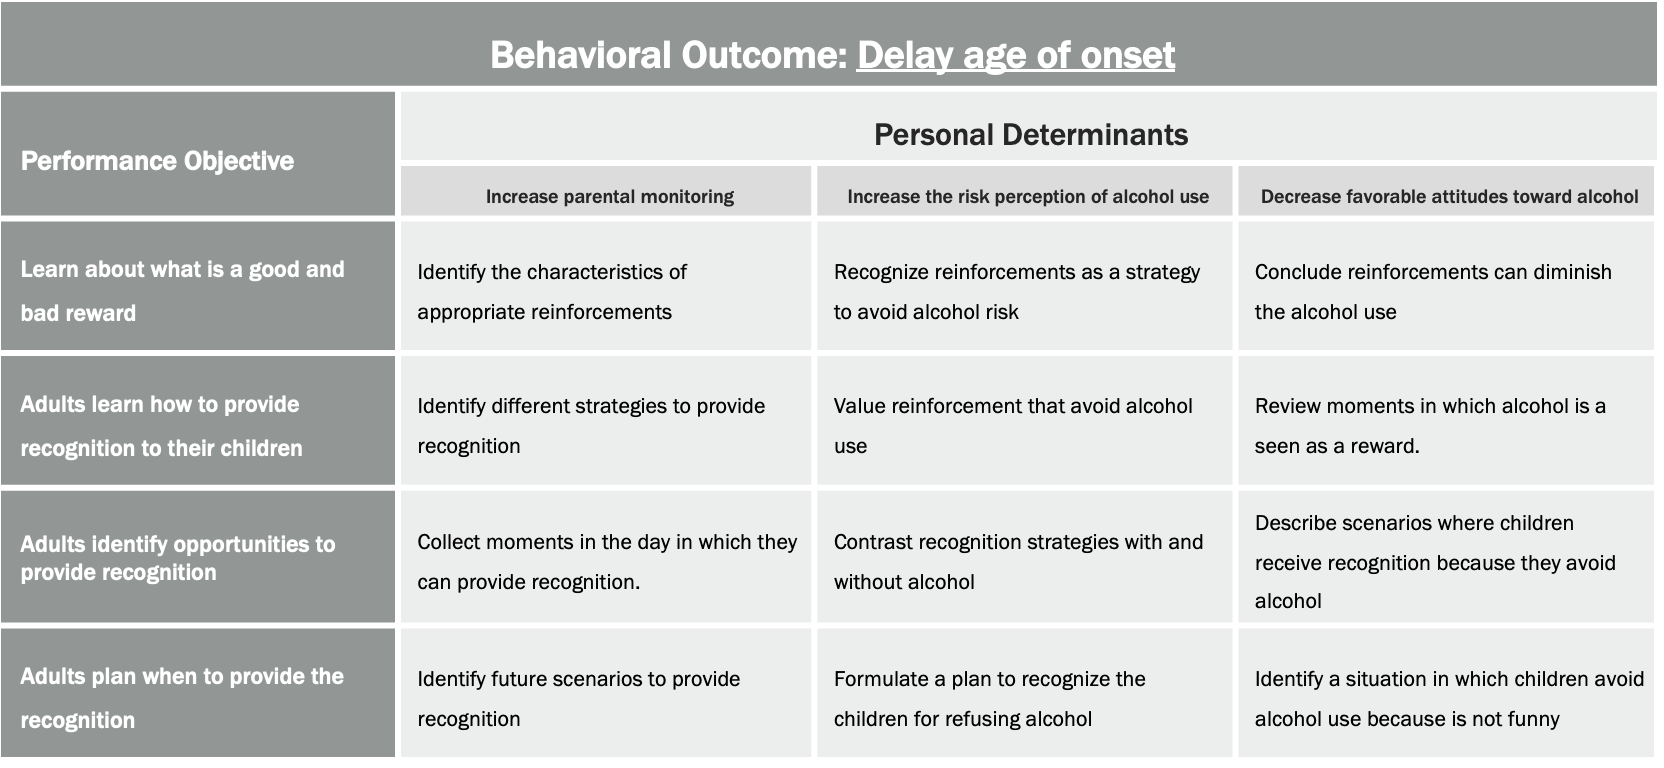 Behavioral Outcome: Delay age of onset
Performance Objective
Personal Determinants
Increase parental monitoring
Increase the risk perception of alcohol use
Decrease favorable attitudes toward alcohol
Learn about what is a good and
bad reward
Identify the characteristics of
appropriate reinforcements
Recognize reinforcements as a strategy
to avoid alcohol risk
Conclude reinforcements can diminish
the alcohol use
Adults learn how to provide
recognition to their children
Identify different strategies to provide
recognition
Value reinforcement that avoid alcohol
use
Review moments in which alcohol is a
seen as a reward.
Adults identify opportunities to
provide recognition
Collect moments in the day in which they
can provide recognition.
Contrast recognition strategies with and
without alcohol
Describe scenarios where children
receive recognition because they avoid
alcohol
Adults plan when to provide the
recognition
Identify future scenarios to provide
recognition
Formulate a plan to recognize the
children for refusing alcohol
Identify a situation in which children avoid
alcohol use because is not funny